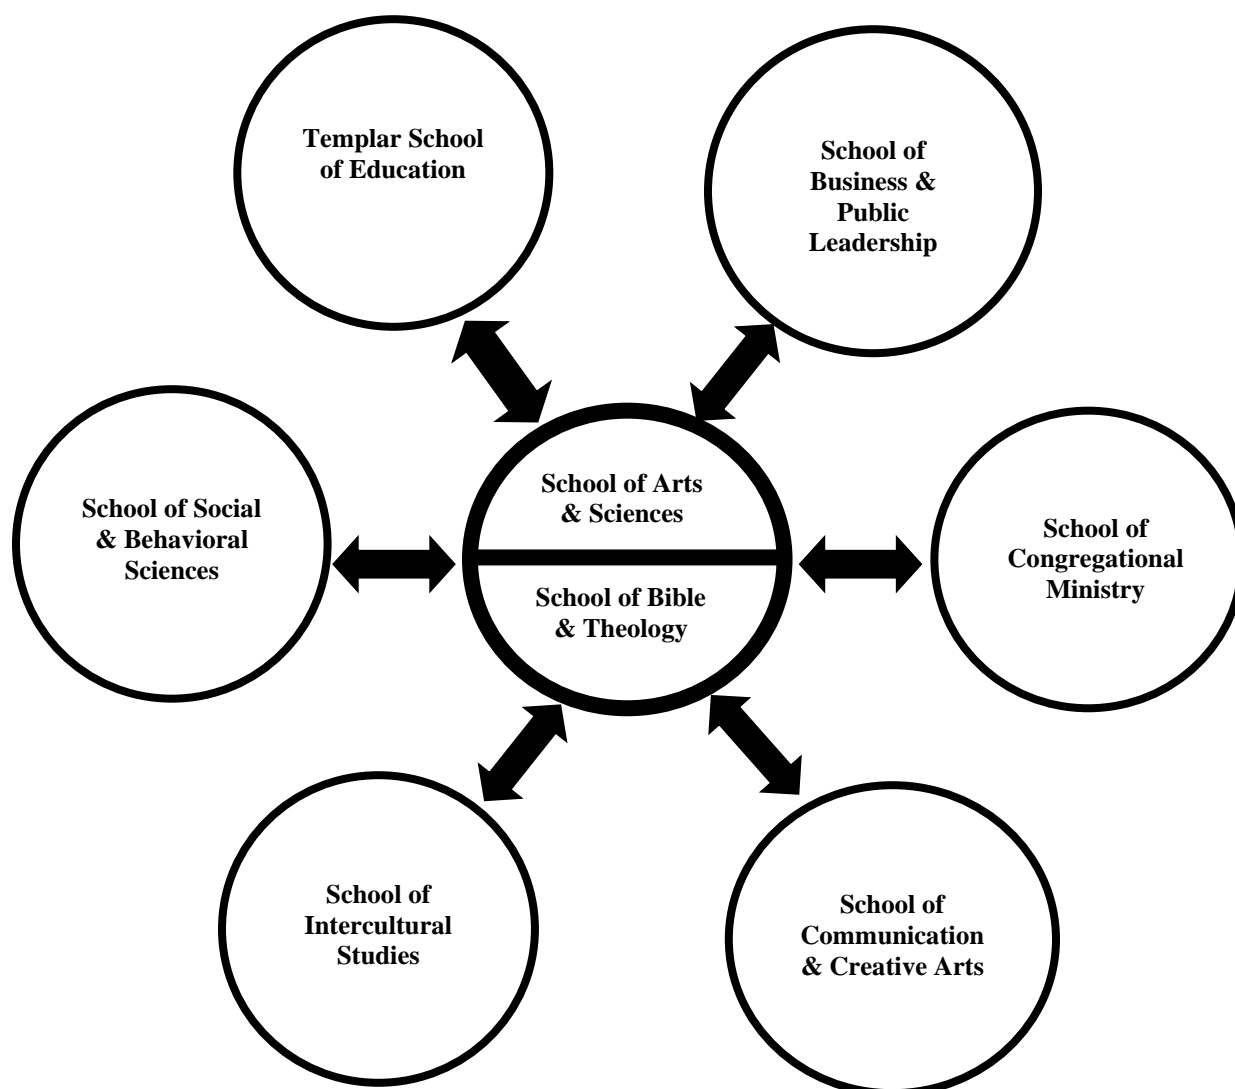 Templar School
of Education
School of
Business &
Public
Leadership
School of Arts
& Sciences
School of Social
& Behavioral
Sciences
School of
Congregational
Ministry
School of Bible
& Theology
School of
Intercultural
Studies
School of
Communication
& Creative Arts